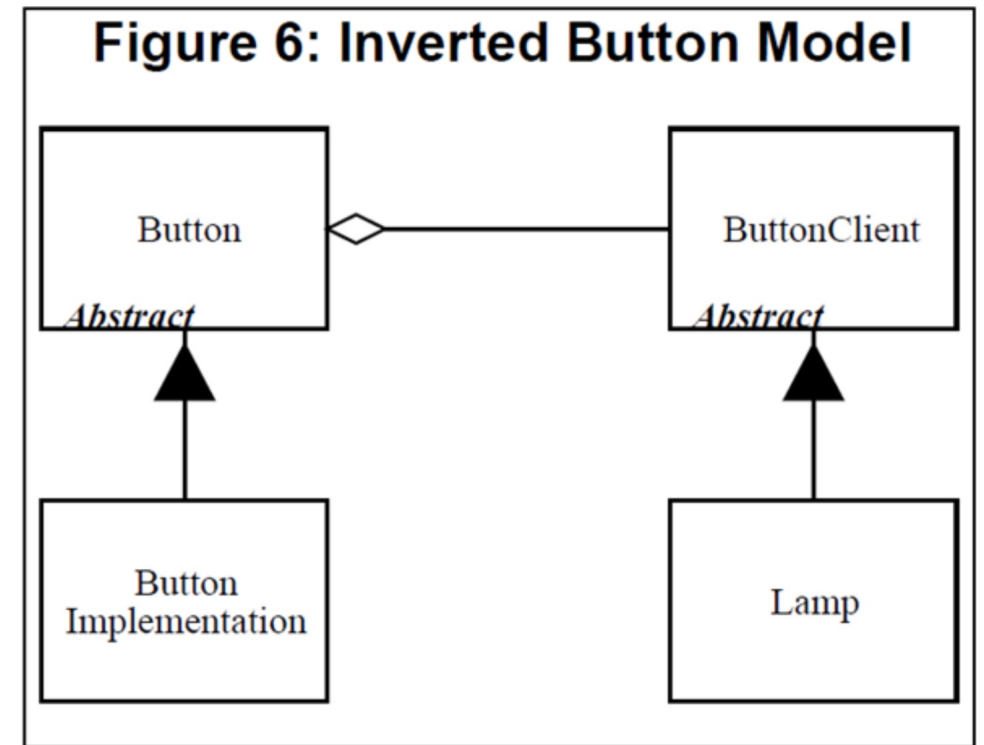 Figure 6: Inverted Button Model
Button
ButtonClient
Abstract
Abstract
Button
Implementation
Lamp